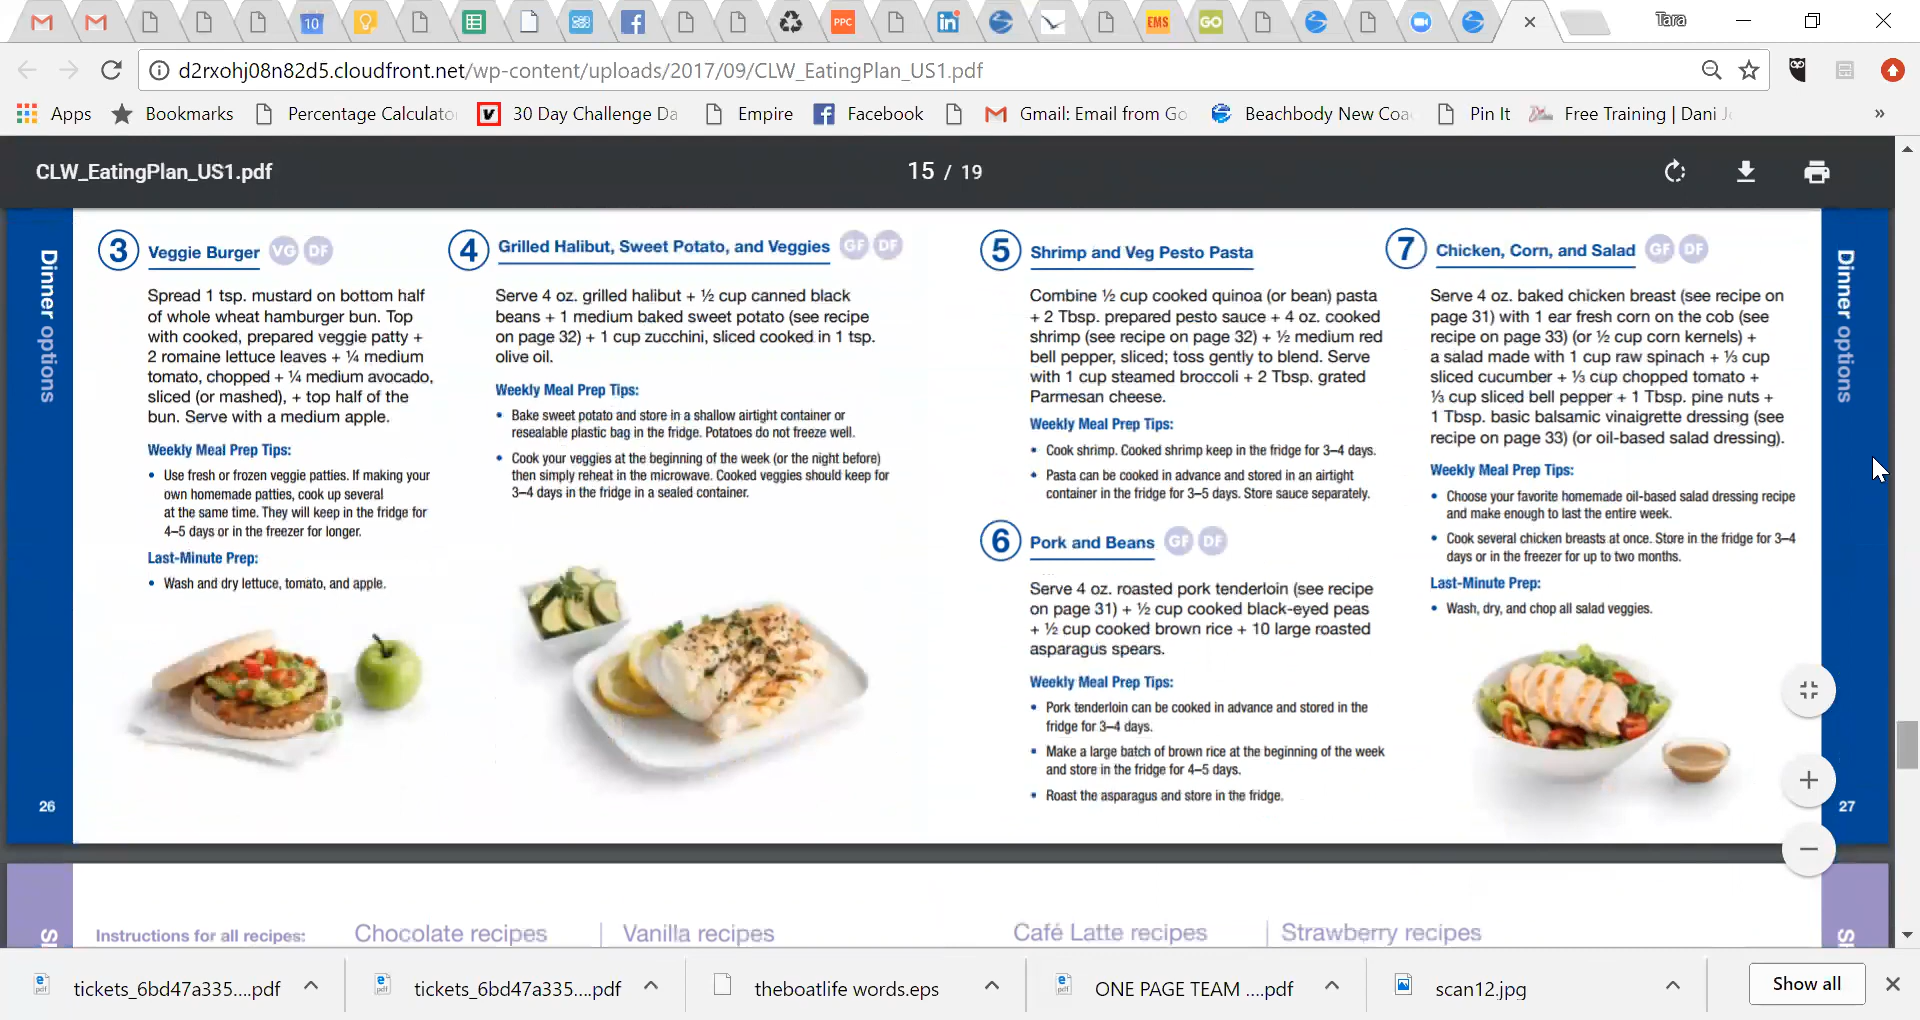 10
PPC
in
EMS
GO
Tara
d2rxohj08n82d5.cloudfront.net/wp-content/uploads/2017/09/CLW_EatingPlan_US1.pdf
Apps
Bookmarks
Percentage Calculato
30 Day Challenge Da
Empire
Facebook
Gmail: Email from Go
Beachbody New Coa
Pin It
Free Training | Dani J
»
CLW_EatingPlan_US1.pdf
15 / 19
Dinner options
3 Veggie Burger VG DF
Spread 1 tsp. mustard on bottom half
of whole wheat hamburger bun. Top
with cooked, prepared veggie patty +
2 romaine lettuce leaves + ¼ medium
tomato, chopped + ¼ medium avocado,
sliced (or mashed), + top half of the
bun. Serve with a medium apple.
Weekly Meal Prep Tips:
• Use fresh or frozen veggie patties. If making your
own homemade patties, cook up several
at the same time. They will keep in the fridge for
4–5 days or in the freezer for longer.
Last-Minute Prep:
• Wash and dry lettuce, tomato, and apple.
26
4 Grilled Halibut, Sweet Potato, and Veggies GF DF
Serve 4 oz. grilled halibut + ½ cup canned black
beans + 1 medium baked sweet potato (see recipe
on page 32) + 1 cup zucchini, sliced cooked in 1 tsp.
olive oil.
Weekly Meal Prep Tips:
• Bake sweet potato and store in a shallow airtight container or
resealable plastic bag in the fridge. Potatoes do not freeze well.
• Cook your veggies at the beginning of the week (or the night before)
then simply reheat in the microwave. Cooked veggies should keep for
3–4 days in the fridge in a sealed container.
5 Shrimp and Veg Pesto Pasta
Combine ½ cup cooked quinoa (or bean) pasta
+ 2 Tbsp. prepared pesto sauce + 4 oz. cooked
shrimp (see recipe on page 32) + ½ medium red
bell pepper, sliced; toss gently to blend. Serve
with 1 cup steamed broccoli + 2 Tbsp. grated
Parmesan cheese.
Weekly Meal Prep Tips:
• Cook shrimp. Cooked shrimp keep in the fridge for 3–4 days.
• Pasta can be cooked in advance and stored in an airtight
container in the fridge for 3–5 days. Store sauce separately.
6 Pork and Beans GF DF
Serve 4 oz. roasted pork tenderloin (see recipe
on page 31) + ½ cup cooked black-eyed peas
+ ½ cup cooked brown rice + 10 large roasted
asparagus spears.
Weekly Meal Prep Tips:
• Pork tenderloin can be cooked in advance and stored in the
fridge for 3–4 days.
• Make a large batch of brown rice at the beginning of the week
and store in the fridge for 4–5 days.
• Roast the asparagus and store in the fridge.
7 Chicken, Corn, and Salad GF DF
Serve 4 oz. baked chicken breast (see recipe on
page 31) with 1 ear fresh corn on the cob (see
recipe on page 33) (or ½ cup corn kernels) +
a salad made with 1 cup raw spinach + ⅓ cup
sliced cucumber + ⅓ cup chopped tomato +
⅓ cup sliced bell pepper + 1 Tbsp. pine nuts +
1 Tbsp. basic balsamic vinaigrette dressing (see
recipe on page 33) (or oil-based salad dressing).
Weekly Meal Prep Tips:
• Choose your favorite homemade oil-based salad dressing recipe
and make enough to last the entire week.
• Cook several chicken breasts at once. Store in the fridge for 3–4
days or in the freezer for up to two months.
Last-Minute Prep:
• Wash, dry, and chop all salad veggies.
Dinner options
27
Instructions for all recipes:
Chocolate recipes
Vanilla recipes
Café Latte recipes
Strawberry recipes
tickets_6bd47a335....pdf
tickets_6bd47a335....pdf
theboatlife words.eps
ONE PAGE TEAM ....pdf
scan12.jpg
Show all